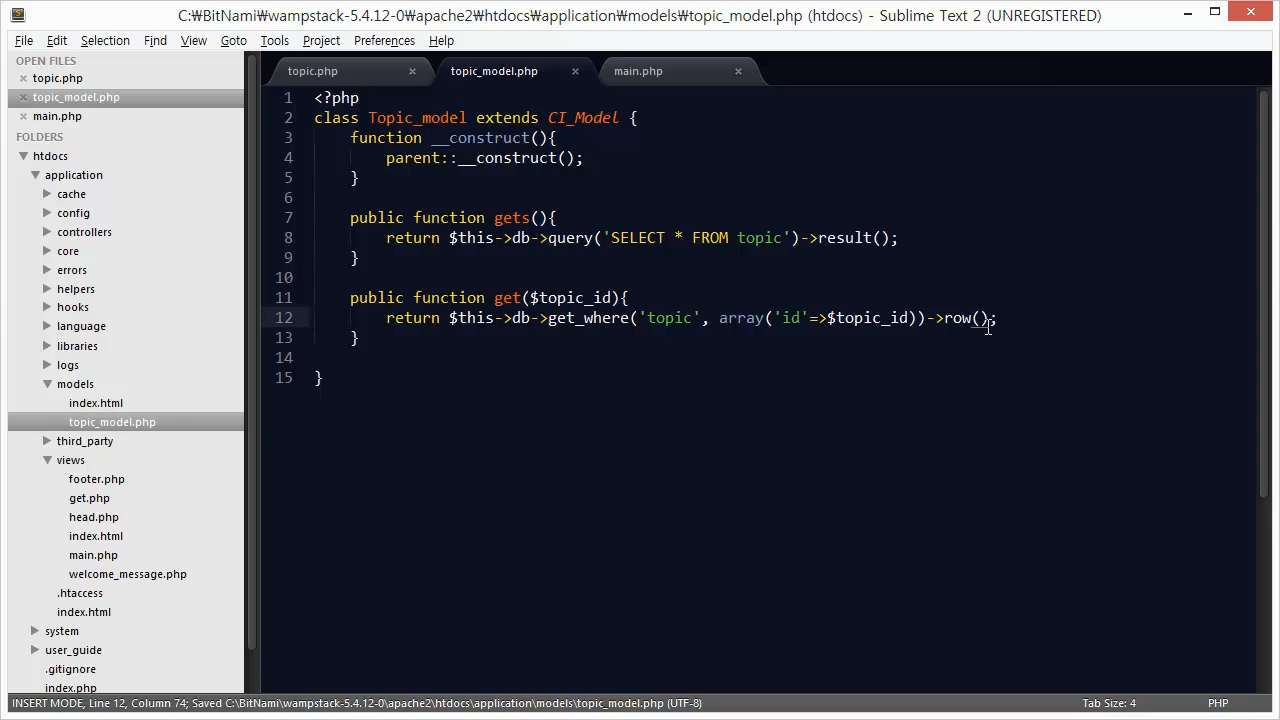 C:₩BitNami₩wampstack-5.4.12-0₩apache2₩htdocs₩application₩models₩topic_model.php (htdocs) - Sublime Text 2 (UNREGISTERED)
File Edit Selection Find View Goto Tools Project Preferences Help
OPEN FILES
topic.php
topic_model.php
main.php
FOLDERS
htdocs
application
cache
config
controllers
core
errors
helpers
hooks
language
libraries
logs
models
index.html
topic_model.php
third_party
views
footer.php
get.php
head.php
index.html
main.php
welcome_message.php
.htaccess
index.html
system
user_guide
.gitignore
index.php
topic.php topic_model.php main.php
1 <?php
2 class Topic_model extends CI_Model {
3 function __construct(){
4 parent::__construct();
5 }
6
7 public function gets(){
8 return $this->db->query('SELECT * FROM topic')->result();
9 }
10
11 public function get($topic_id){
12 return $this->db->get_where('topic', array('id'=>$topic_id))->row();
13 }
14
15 }
INSERT MODE, Line 12, Column 74; Saved C:\BitNami\wampstack-5.4.12-0\apache2\htdocs\application\models\topic_model.php (UTF-8) Tab Size: 4 PHP